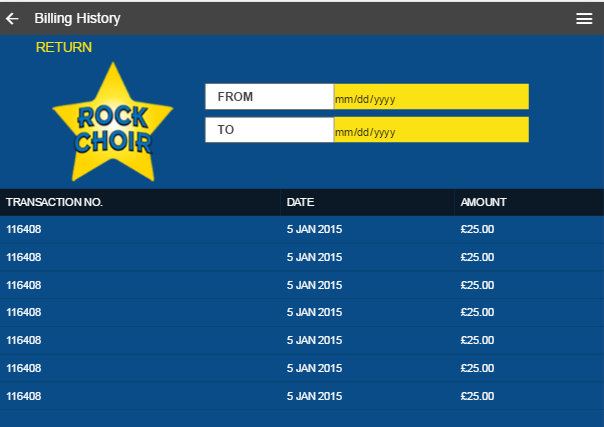 Billing History
RETURN
ROCK
CHOIR
FROM mm/dd/yyyy
TO mm/dd/yyyy
TRANSACTION NO. DATE AMOUNT
116408 5 JAN 2015 £25.00
116408 5 JAN 2015 £25.00
116408 5 JAN 2015 £25.00
116408 5 JAN 2015 £25.00
116408 5 JAN 2015 £25.00
116408 5 JAN 2015 £25.00
116408 5 JAN 2015 £25.00